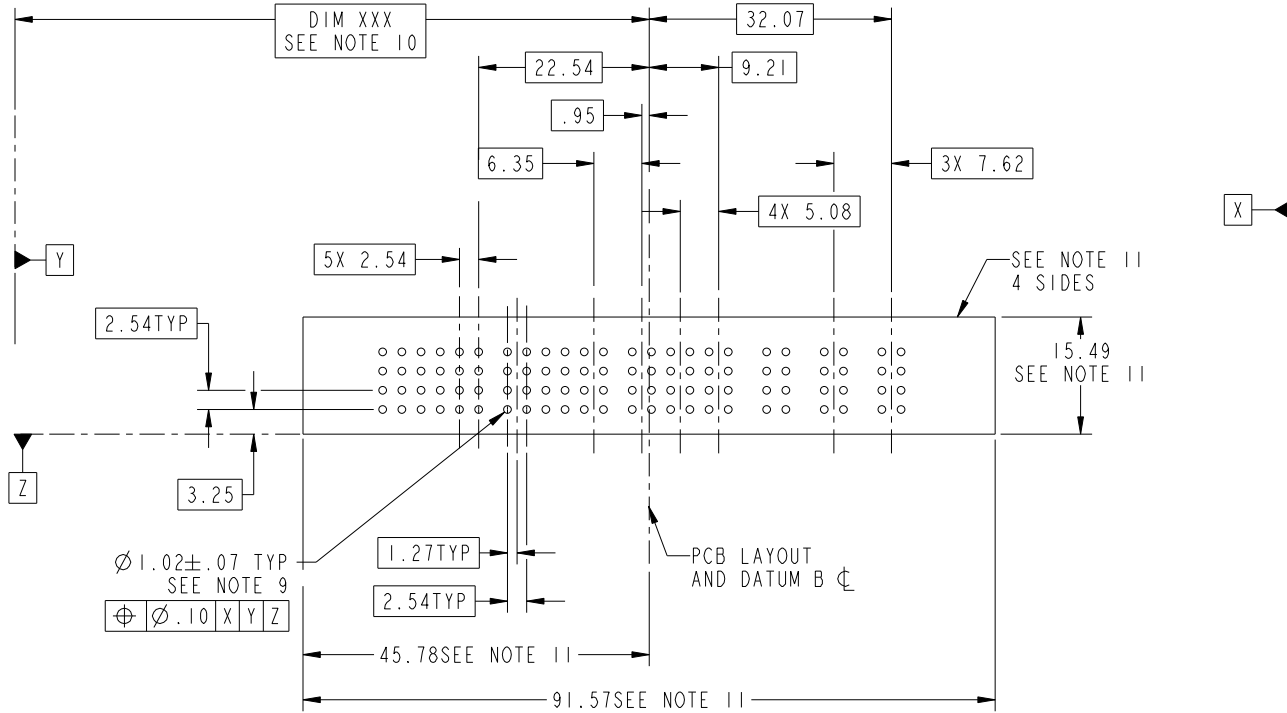 DIM XXX
SEE NOTE 10
32.07
22.54
9.21
.95
6.35
3X 7.62
4X 5.08
X
5X 2.54
Y
SEE NOTE 11
4 SIDES
2.54TYP
15.49
SEE NOTE 11
Z
3.25
Ø1.02±.07 TYP
SEE NOTE 9
⌖ Ø.10 X Y Z
1.27TYP
2.54TYP
PCB LAYOUT
AND DATUM B ℄
45.78SEE NOTE 11
91.57SEE NOTE 11